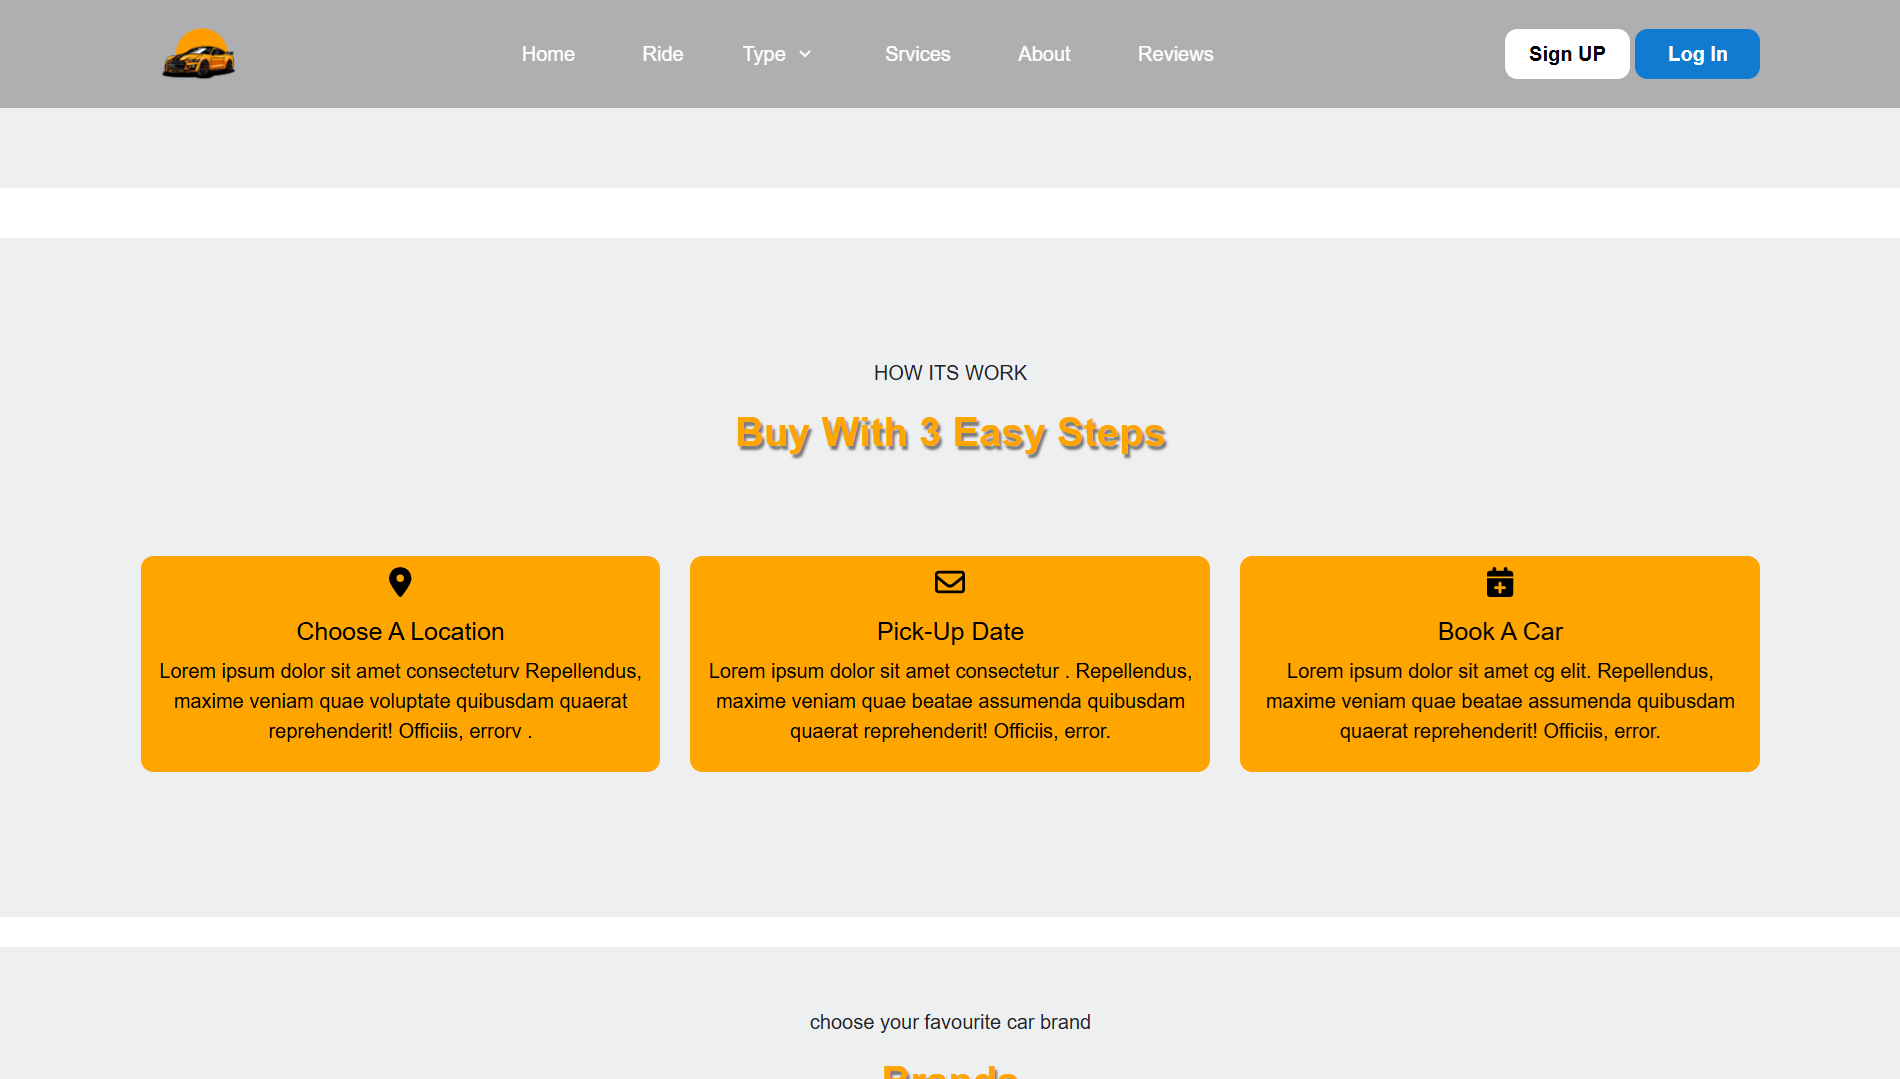 Home Ride Type Srvices About Reviews Sign UP Log In
HOW ITS WORK
Buy With 3 Easy Steps
Choose A Location
Lorem ipsum dolor sit amet consecteturv Repellendus,
maxime veniam quae voluptate quibusdam quaerat
reprehenderit! Officiis, errorv .
Pick-Up Date
Lorem ipsum dolor sit amet consectetur . Repellendus,
maxime veniam quae beatae assumenda quibusdam
quaerat reprehenderit! Officiis, error.
Book A Car
Lorem ipsum dolor sit amet cg elit. Repellendus,
maxime veniam quae beatae assumenda quibusdam
quaerat reprehenderit! Officiis, error.
choose your favourite car brand
Brands